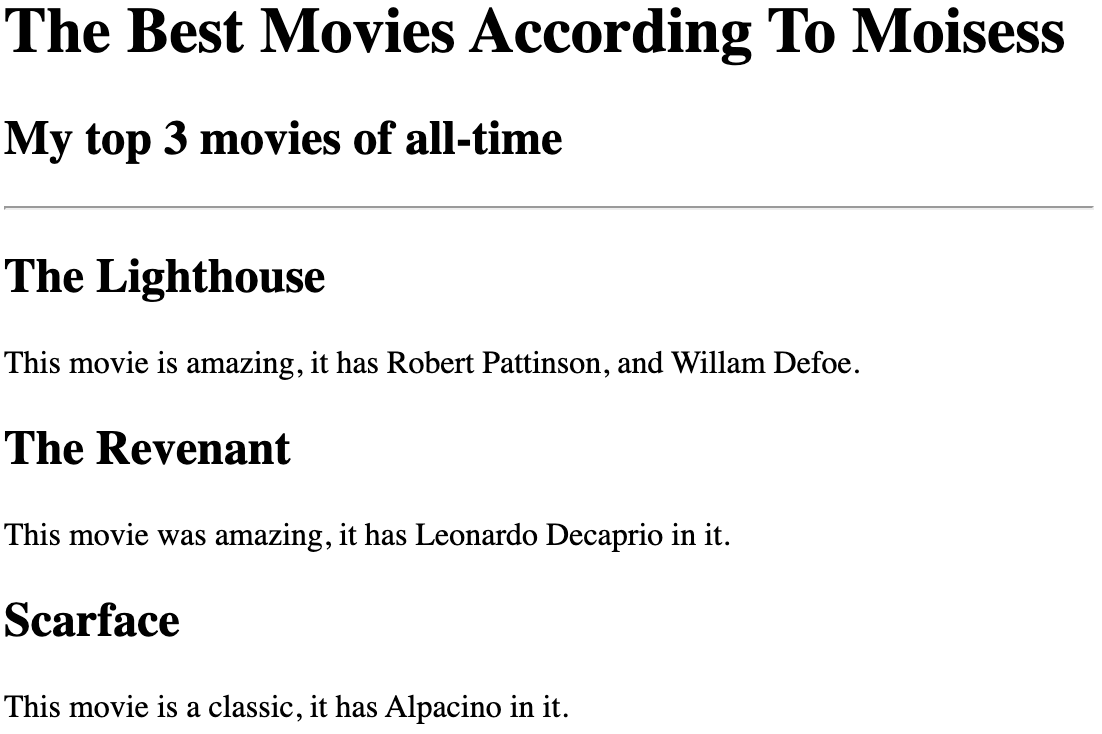 The Best Movies According To Moisess
My top 3 movies of all-time
The Lighthouse
This movie is amazing, it has Robert Pattinson, and Willam Defoe.
The Revenant
This movie was amazing, it has Leonardo Decaprio in it.
Scarface
This movie is a classic, it has Alpacino in it.